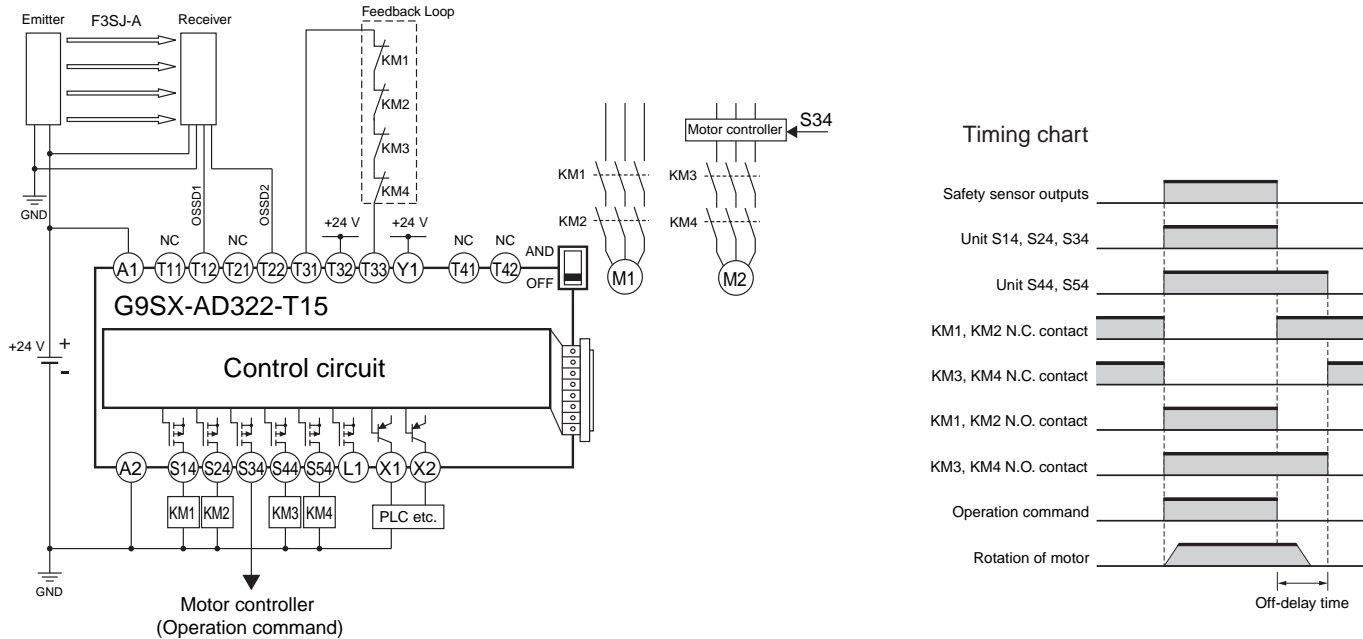 Feedback Loop
Emitter F3SJ-A Receiver
KM1
KM2
KM3
KM4
OSSD1
OSSD2
GND
+24 V +24 V
NC NC NC NC
AND
OFF
A1 T11 T12 T21 T22 T31 T32 T33 Y1 T41 T42
G9SX-AD322-T15
Control circuit
+24 V + -
A2 S14 S24 S34 S44 S54 L1 X1 X2
KM1 KM2 KM3 KM4 PLC etc.
GND
Motor controller
(Operation command)
Motor controller S34
KM1 KM3
KM2 KM4
M1 M2
Timing chart
Safety sensor outputs
Unit S14, S24, S34
Unit S44, S54
KM1, KM2 N.C. contact
KM3, KM4 N.C. contact
KM1, KM2 N.O. contact
KM3, KM4 N.O. contact
Operation command
Rotation of motor
Off-delay time